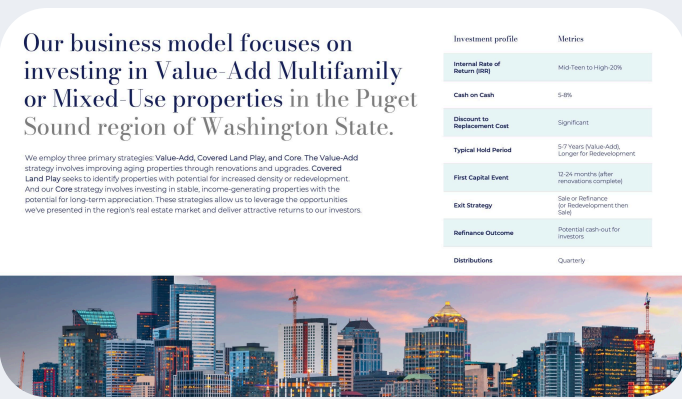 Our business model focuses on
investing in Value-Add Multifamily
or Mixed-Use properties in the Puget
Sound region of Washington State.
We employ three primary strategies: Value-Add, Covered Land Play, and Core. The Value-Add
strategy involves improving aging properties through renovations and upgrades. Covered
Land Play seeks to identify properties with potential for increased density or redevelopment.
And our Core strategy involves investing in stable, income-generating properties with the
potential for long-term appreciation. These strategies allow us to leverage the opportunities
we've presented in the region's real estate market and deliver attractive returns to our investors.
Investment profile
Metrics
Internal Rate of
Return (IRR)
Mid-Teen to High-20%
Cash on Cash
5-8%
Discount to
Replacement Cost
Significant
Typical Hold Period
5-7 Years (Value-Add),
Longer for Redevelopment
First Capital Event
12-24 months (after
renovations complete)
Exit Strategy
Sale or Refinance
(or Redevelopment then
Sale)
Refinance Outcome
Potential cash-out for
investors
Distributions
Quarterly